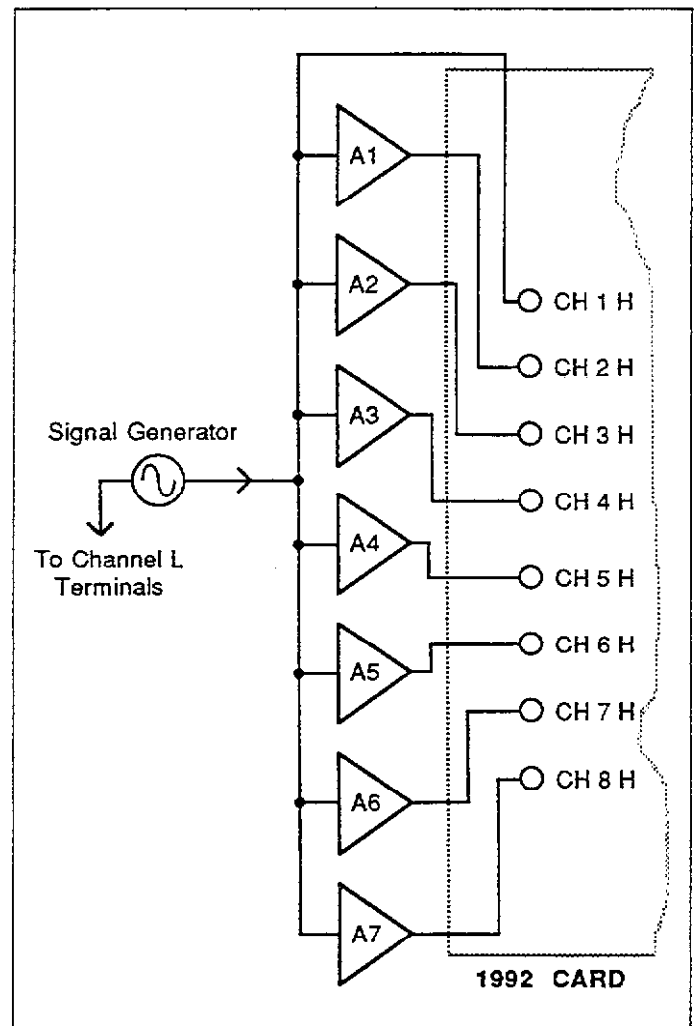 A1
A2
CH 1 H
CH 2 H
A3
CH 3 H
Signal Generator
CH 4 H
A4
To Channel L
Terminals
CH 5 H
A5
CH 6 H
CH 7 H
A6
CH 8 H
A7
1992 CARD